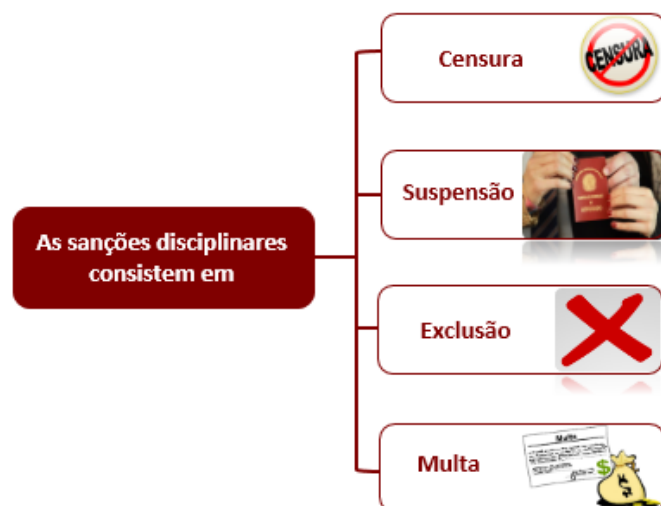 Censura
CENSURA
Suspensão
As sanções disciplinares
consistem em
Exclusão
Multa
Multa
$